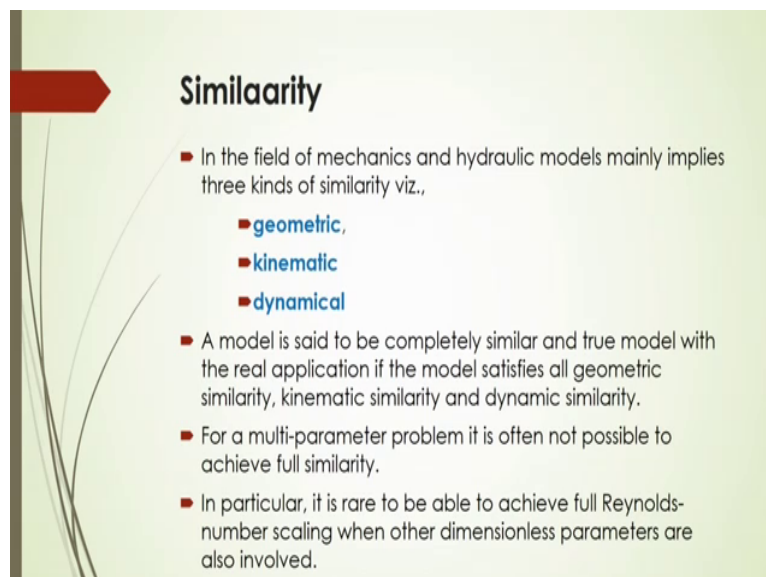 Similaarity
In the field of mechanics and hydraulic models mainly implies
three kinds of similarity viz.,
geometric,
kinematic
dynamical
A model is said to be completely similar and true model with
the real application if the model satisfies all geometric
similarity, kinematic similarity and dynamic similarity.
For a multi-parameter problem it is often not possible to
achieve full similarity.
In particular, it is rare to be able to achieve full Reynolds-
number scaling when other dimensionless parameters are
also involved.